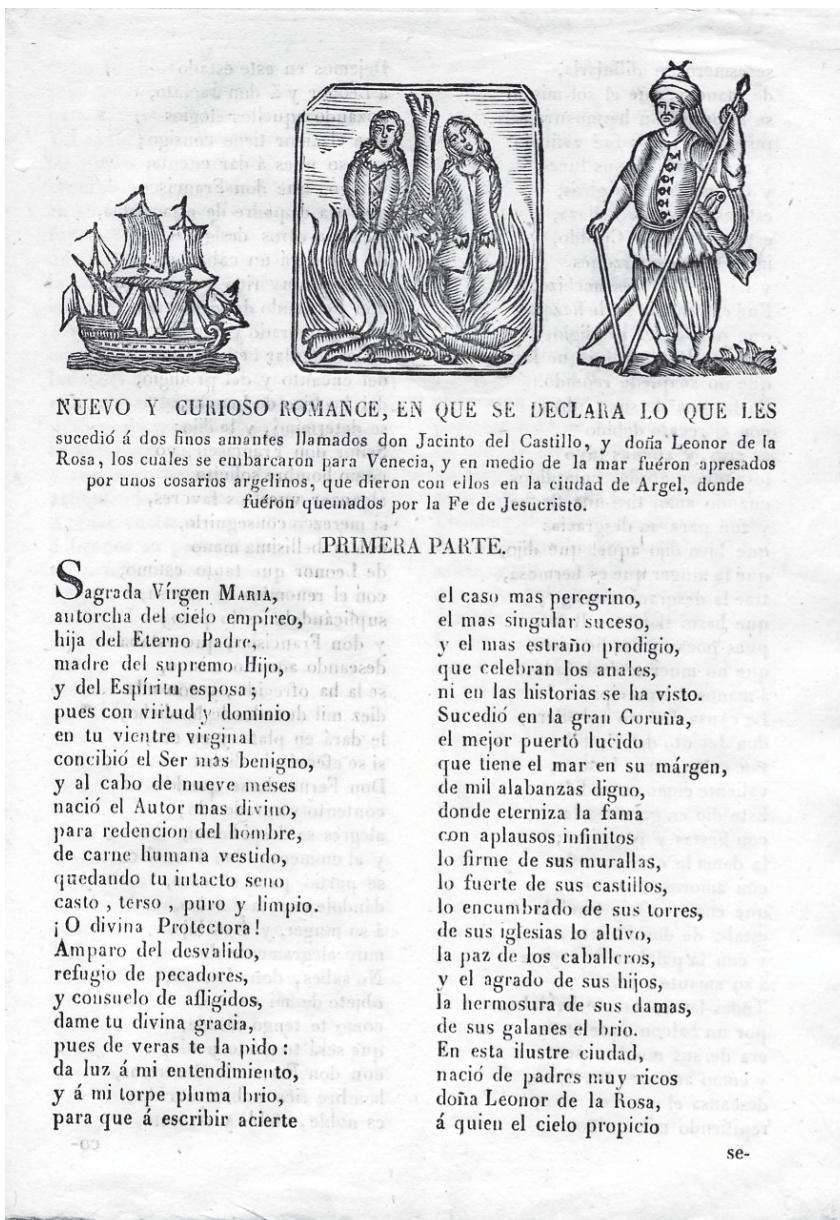 NUEVO Y CURIOSO ROMANCE, EN QUE SE DECLARA LO QUE LES
sucedió á dos finos amantes llamados don Jacinto del Castillo, y doña Leonor de la
Rosa, los cuales se embarcaron para Venecia, y en medio de la mar fuéron apresados
por unos cosarios argelinos, que dieron con ellos en la ciudad de Argel, donde
fuéron quemados por la Fe de Jesucristo.
PRIMERA PARTE.
Sagrada Vírgen MARIA,
antorcha del cielo empíreo,
hija del Eterno Padre,
madre del supremo Hijo,
y del Espíritu esposa;
pues con virtud y dominio
en tu vientre virginal
concibió el Ser mas benigno,
y al cabo de nueve meses
nació el Autor mas divino,
para redencion del hombre,
de carne humana vestido,
quedando tu intacto seno
casto, terso, puro y limpio.
¡O divina Protectora!
Amparo del desvalido,
refugio de pecadores,
y consuelo de afligidos,
dame tu divina gracia,
pues de veras te la pido:
da luz á mi entendimiento,
y á mi torpe pluma brio,
para que á escribir acierte
el caso mas peregrino,
el mas singular suceso,
y el mas estraño prodigio,
que celebran los anales,
ni en las historias se ha visto.
Sucedió en la gran Coruña,
el mejor puertó lucido
que tiene el mar en su márgen,
de mil alabanzas digno,
donde eterniza la fama
con aplausos infinitos
lo firme de sus murallas,
lo fuerte de sus castillos,
lo encumbrado de sus torres,
de sus iglesias lo altivo,
la paz de los caballeros,
y el agrado de sus hijos,
la hermosura de sus damas,
de sus galanes el brio.
En esta ilustre ciudad,
nació de padres muy ricos
doña Leonor de la Rosa,
á quien el cielo propicio
se-